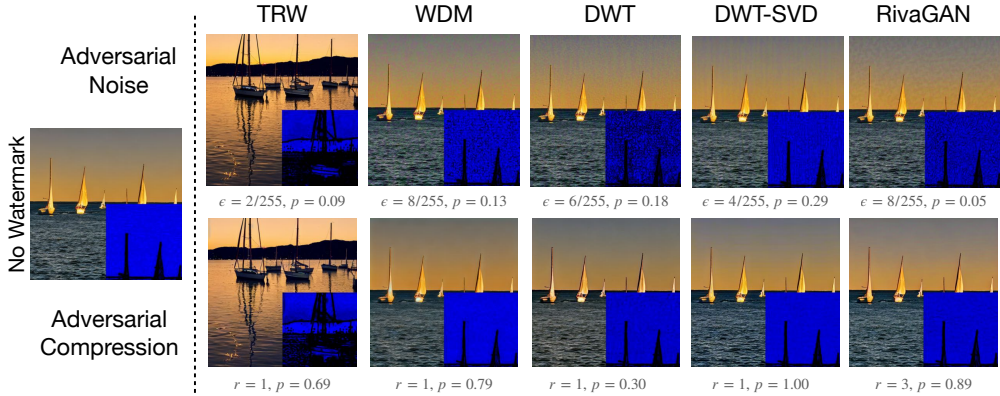 TRW WDM DWT DWT-SVD RivaGAN
Adversarial
Noise
ϵ = 2/255, p = 0.09 ϵ = 8/255, p = 0.13 ϵ = 6/255, p = 0.18 ϵ = 4/255, p = 0.29 ϵ = 8/255, p = 0.05
No Watermark
Adversarial
Compression
r = 1, p = 0.69 r = 1, p = 0.79 r = 1, p = 0.30 r = 1, p = 1.00 r = 3, p = 0.89